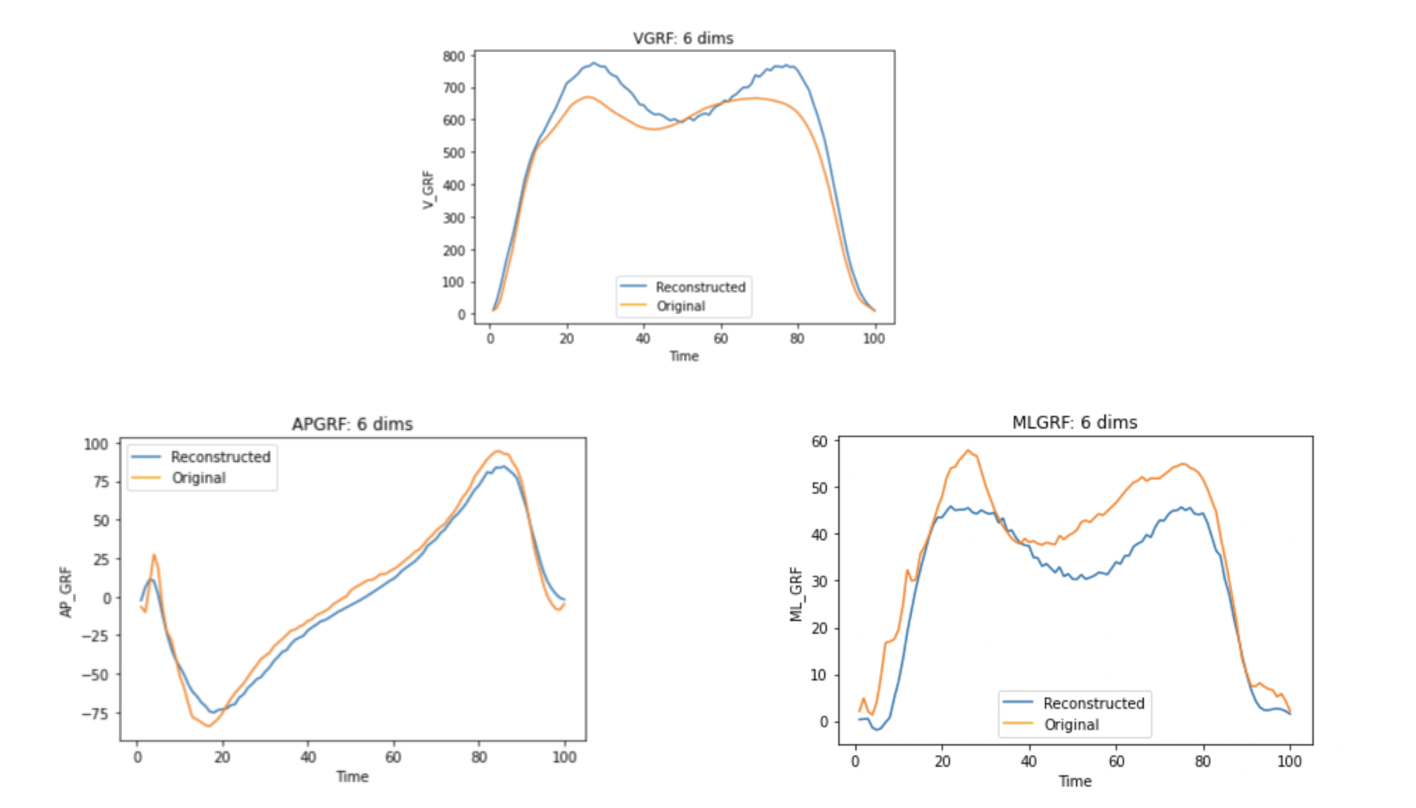 VGRF: 6 dims
800
700
600
500
400
300
200
100
0
V_GRF
Reconstructed
Original
0 20 40 60 80 100
Time
APGRF: 6 dims
100
75
50
25
0
−25
−50
−75
AP_GRF
Reconstructed
Original
0 20 40 60 80 100
Time
MLGRF: 6 dims
60
50
40
30
20
10
0
ML_GRF
Reconstructed
Original
0 20 40 60 80 100
Time